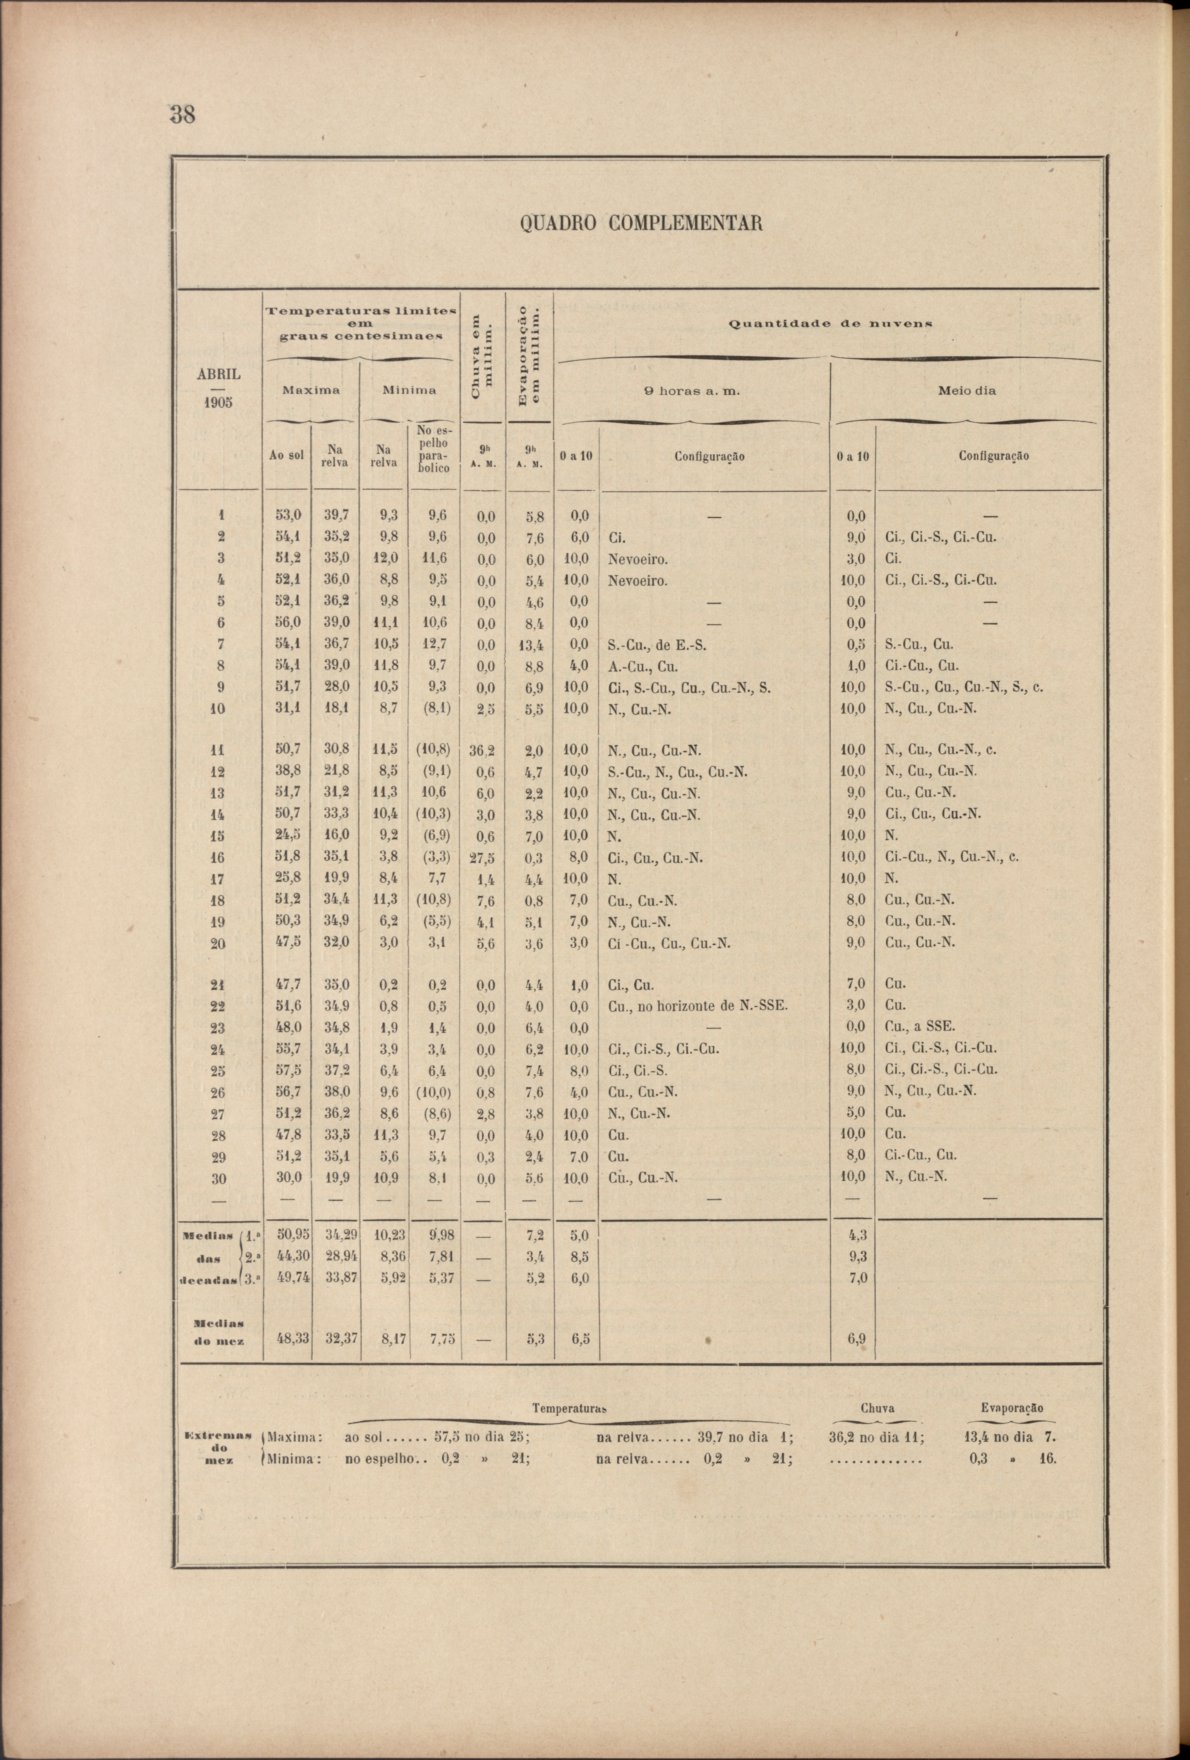 38
QUADRO COMPLEMENTAR
ABRIL
—
1905
Temperaturas limites
em
graus centesimaes
Chuva em
millim.
Evaporação
em millim.
Quantidade de nuvens
Maxima Minima 9 horas a. m. Meio dia
Ao sol Na relva Na relva No espelho parabolico 9h A. M. 9h A. M. 0 a 10 Configuração 0 a 10 Configuração
1 53,0 39,7 9,3 9,6 0,0 5,8 0,0 — 0,0 —
2 54,1 35,2 9,8 9,6 0,0 7,6 6,0 Ci. 9,0 Ci., Ci.-S., Ci.-Cu.
3 51,2 35,0 12,0 11,6 0,0 6,0 10,0 Nevoeiro. 3,0 Ci.
4 52,1 36,0 8,8 9,5 0,0 5,4 10,0 Nevoeiro. 10,0 Ci., Ci.-S., Ci.-Cu.
5 52,1 36,2 9,8 9,1 0,0 4,6 0,0 — 0,0 —
6 56,0 39,0 11,1 10,6 0,0 8,4 0,0 — 0,0 —
7 54,1 36,7 10,5 12,7 0,0 13,4 0,0 S.-Cu., de E.-S. 0,5 S.-Cu., Cu.
8 54,1 39,0 11,8 9,7 0,0 8,8 4,0 A.-Cu., Cu. 1,0 Ci.-Cu., Cu.
9 51,7 28,0 10,5 9,3 0,0 6,9 10,0 Ci., S.-Cu., Cu., Cu.-N., S. 10,0 S.-Cu., Cu., Cu.-N., S., c.
10 31,1 18,1 8,7 (8,1) 2,5 5,5 10,0 N., Cu.-N. 10,0 N., Cu., Cu.-N.
11 50,7 30,8 11,5 (10,8) 36,2 2,0 10,0 N., Cu., Cu.-N. 10,0 N., Cu., Cu.-N., c.
12 38,8 21,8 8,5 (9,1) 0,6 4,7 10,0 S.-Cu., N., Cu., Cu.-N. 10,0 N., Cu., Cu.-N.
13 51,7 31,2 11,3 10,6 6,0 2,2 10,0 N., Cu., Cu.-N. 9,0 Cu., Cu.-N.
14 50,7 33,3 10,4 (10,3) 3,0 3,8 10,0 N., Cu., Cu.-N. 9,0 Ci., Cu., Cu.-N.
15 24,5 16,0 9,2 (6,9) 0,6 7,0 10,0 N. 10,0 N.
16 51,8 35,1 3,8 (3,3) 27,5 0,3 8,0 Ci., Cu., Cu.-N. 10,0 Ci.-Cu., N., Cu.-N., c.
17 25,8 19,9 8,4 7,7 1,4 4,4 10,0 N. 10,0 N.
18 51,2 34,4 11,3 (10,8) 7,6 0,8 7,0 Cu., Cu.-N. 8,0 Cu., Cu.-N.
19 50,3 34,9 6,2 (5,5) 4,1 5,1 7,0 N., Cu.-N. 8,0 Cu., Cu.-N.
20 47,5 32,0 3,0 3,1 5,6 3,6 3,0 Ci-Cu., Cu., Cu.-N. 9,0 Cu., Cu.-N.
21 47,7 35,0 0,2 0,2 0,0 4,4 1,0 Ci., Cu. 7,0 Cu.
22 51,6 34,9 0,8 0,5 0,0 4,0 0,0 Cu., no horizonte de N.-SSE. 3,0 Cu.
23 48,0 34,8 1,9 1,4 0,0 6,4 0,0 — 0,0 Cu., a SSE.
24 55,7 34,1 3,9 3,4 0,0 6,2 10,0 Ci., Ci.-S., Ci.-Cu. 10,0 Ci., Ci.-S., Ci.-Cu.
25 57,5 37,2 6,4 6,4 0,0 7,4 8,0 Ci., Ci.-S. 8,0 Ci., Ci.-S., Ci.-Cu.
26 56,7 38,0 9,6 (10,0) 0,8 7,6 4,0 Cu., Cu.-N. 9,0 N., Cu., Cu.-N.
27 51,2 36,2 8,6 (8,6) 2,8 3,8 10,0 N., Cu.-N. 5,0 Cu.
28 47,8 33,5 11,3 9,7 0,0 4,0 10,0 Cu. 10,0 Cu.
29 51,2 35,1 5,6 5,4 0,3 2,4 7,0 Cu. 8,0 Ci.-Cu., Cu.
30 30,0 19,9 10,9 8,1 0,0 5,6 10,0 Cu., Cu.-N. 10,0 N., Cu.-N.
— — — — — — — — — — —
Medias 1.ª 50,95 34,29 10,23 9,98 — 7,2 5,0 4,3
das 2.ª 44,30 28,94 8,36 7,81 — 3,4 8,5 9,3
decadas 3.ª 49,74 33,87 5,92 5,37 — 5,2 6,0 7,0
Medias
do mez 48,33 32,37 8,17 7,75 — 5,3 6,5 6,9
Temperaturas Chuva Evaporação
Extremas
do
mez
Maxima: ao sol...... 57,5 no dia 25; na relva...... 39,7 no dia 1; 36,2 no dia 11; 13,4 no dia 7.
Minima: no espelho.. 0,2 » 21; na relva...... 0,2 » 21; ............. 0,3 » 16.